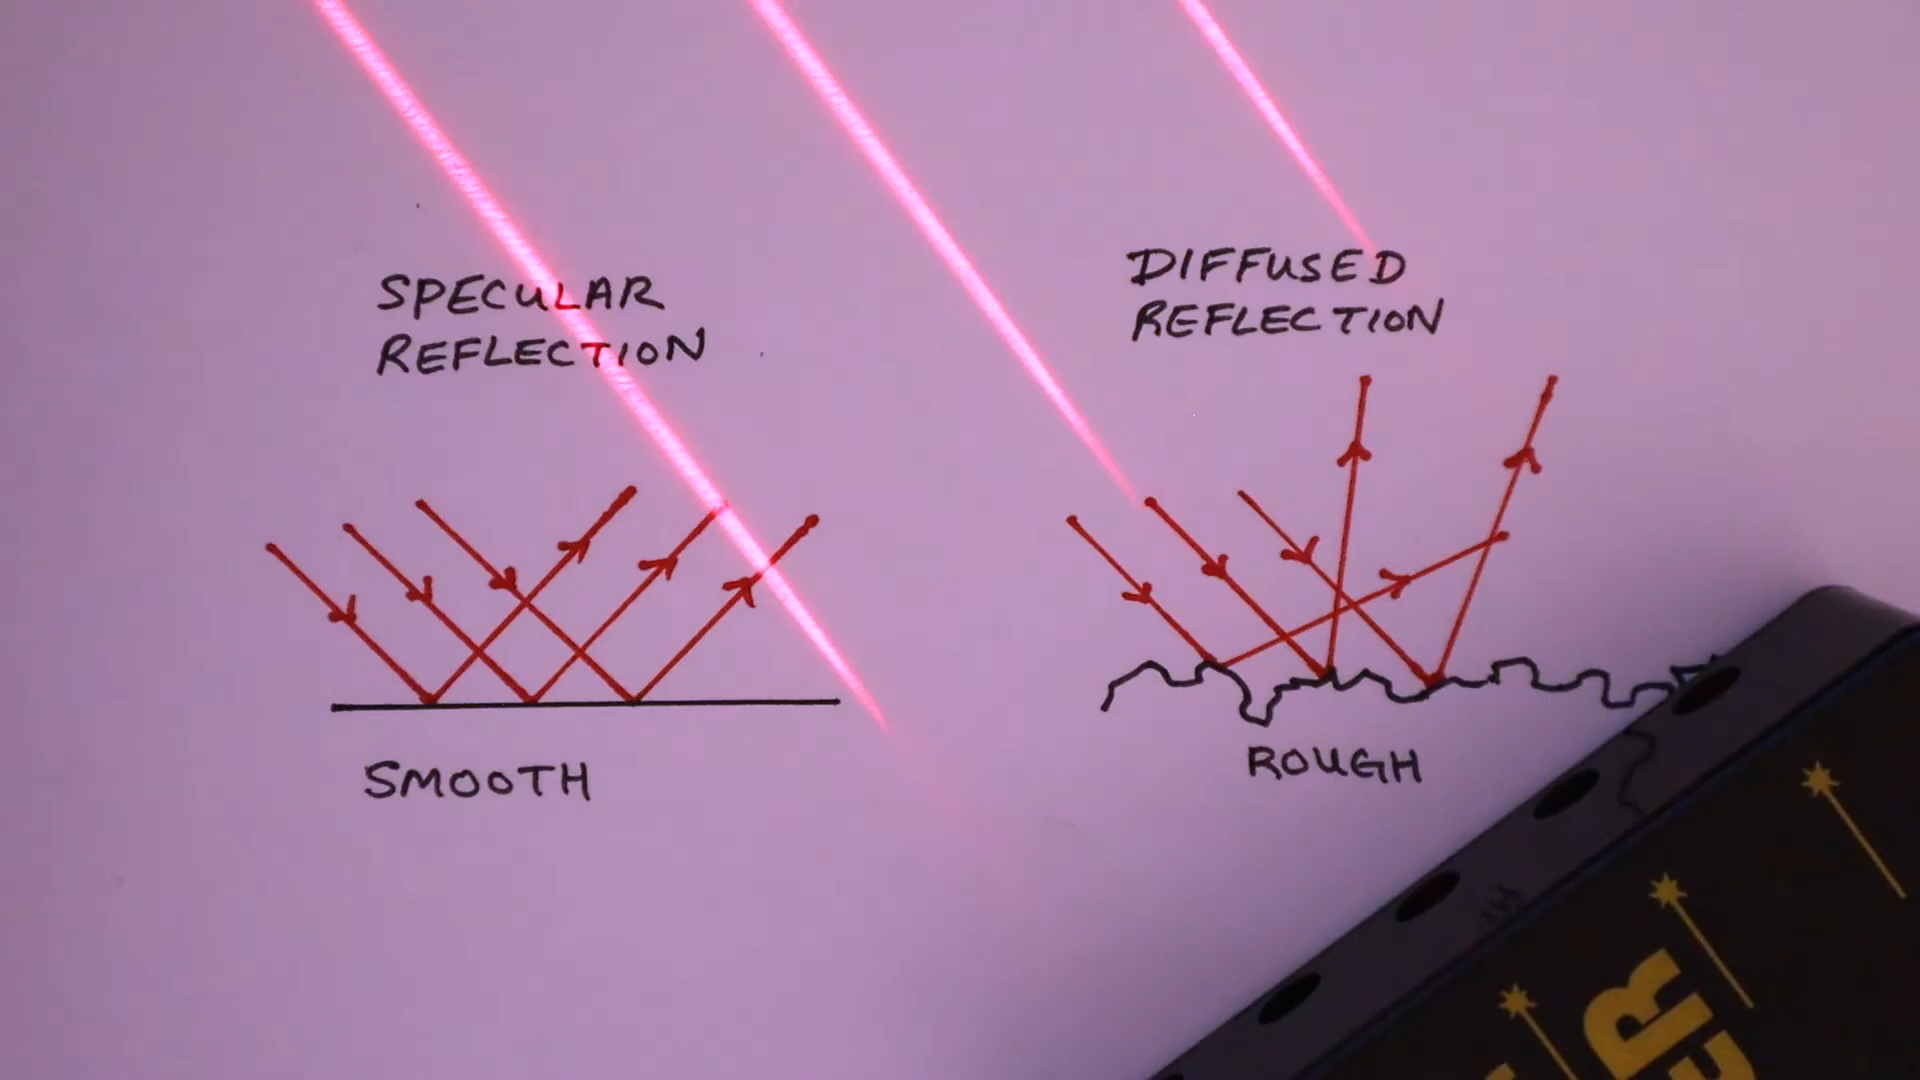 SPECULAR
REFLECTION
DIFFUSED
REFLECTION
SMOOTH
ROUGH